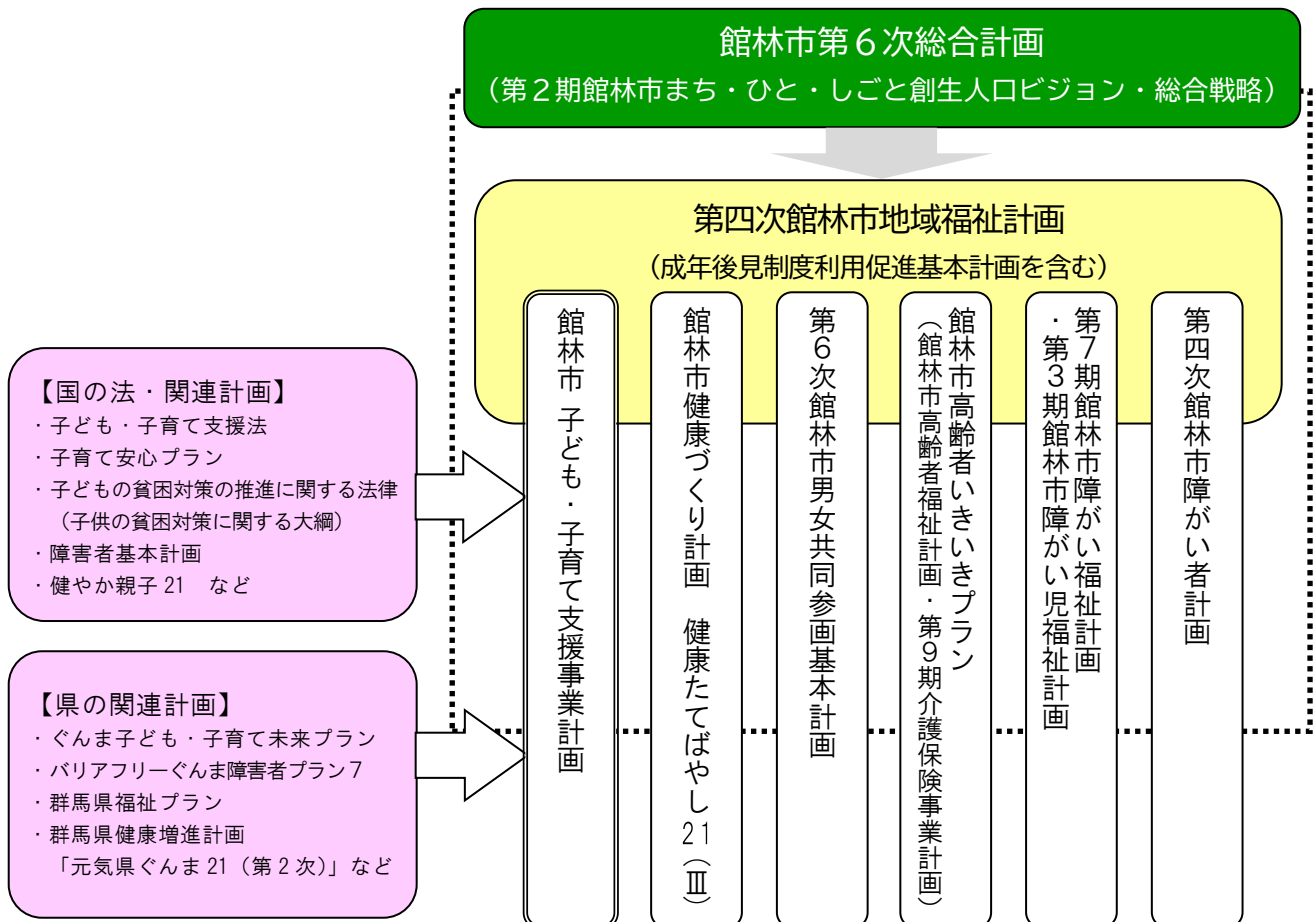 館林市第６次総合計画
（第２期館林市まち・ひと・しごと創生人口ビジョン・総合戦略）
第四次館林市地域福祉計画
（成年後見制度利用促進基本計画を含む）
【国の法・関連計画】
・子ども・子育て支援法
・子育て安心プラン
・子どもの貧困対策の推進に関する法律
（子供の貧困対策に関する大綱）
・障害者基本計画
・健やか親子 21　など
【県の関連計画】
・ぐんま子ども・子育て未来プラン
・バリアフリーぐんま障害者プラン７
・群馬県福祉プラン
・群馬県健康増進計画
「元気県ぐんま 21（第２次）」など
館林市 子ども・子育て支援事業計画
館林市健康づくり計画　健康たてばやし21（Ⅲ）
第６次館林市男女共同参画基本計画
館林市高齢者いきいきプラン
（館林市高齢者福祉計画・第９期介護保険事業計画）
第７期館林市障がい福祉計画
・第３期館林市障がい児福祉計画
第四次館林市障がい者計画